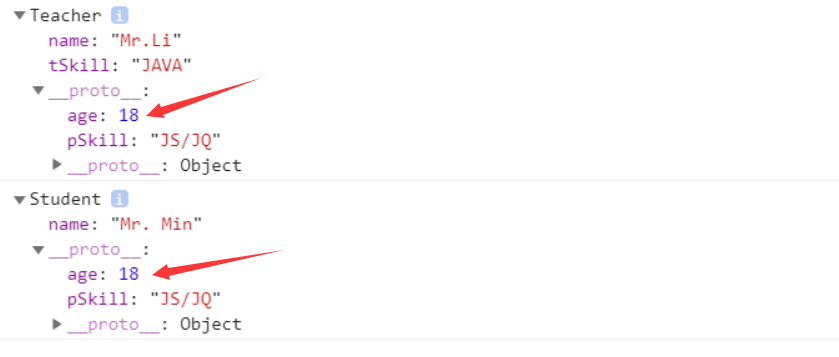 ▼Teacher i
name: "Mr.Li"
tSkill: "JAVA"
▼__proto__:
age: 18
pSkill: "JS/JQ"
▶__proto__: Object
▼Student i
name: "Mr. Min"
▼__proto__:
age: 18
pSkill: "JS/JQ"
▶__proto__: Object